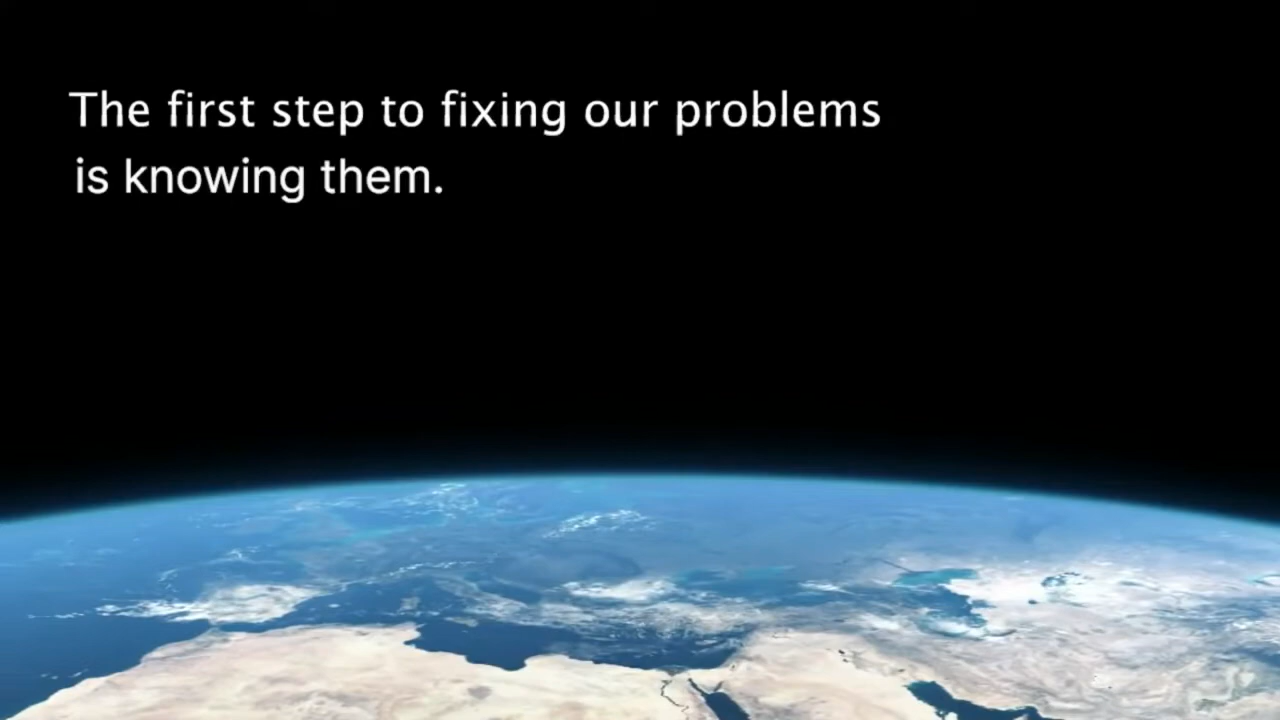 The first step to fixing our problems
is knowing them.